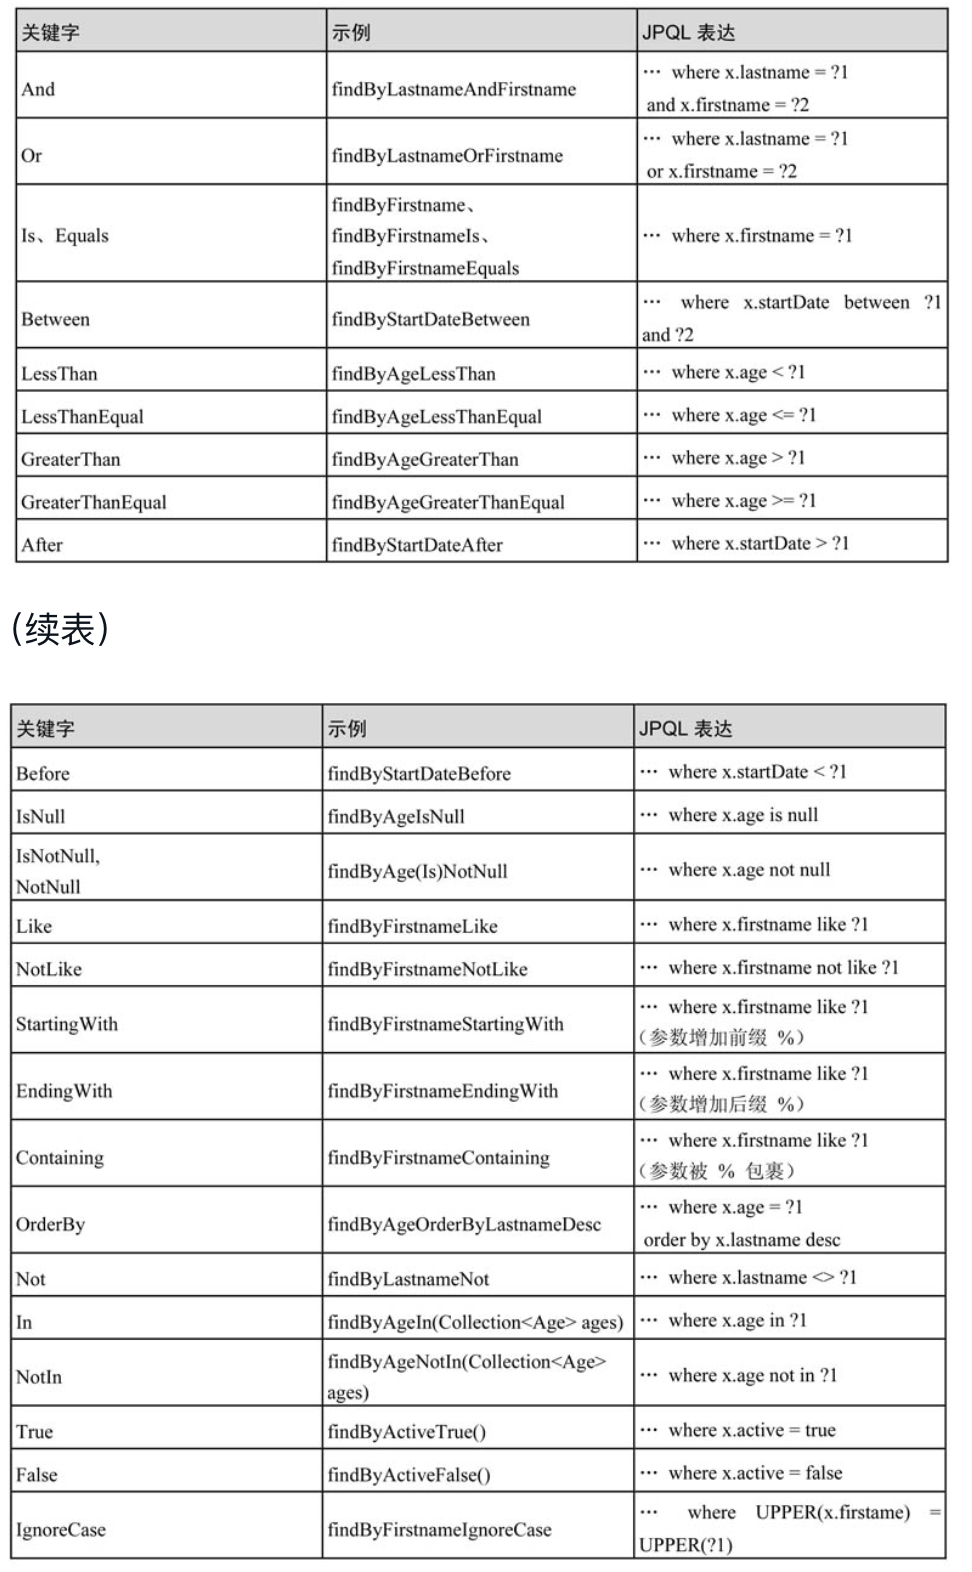 关键字 示例 JPQL 表达
And findByLastnameAndFirstname … where x.lastname = ?1
and x.firstname = ?2
Or findByLastnameOrFirstname … where x.lastname = ?1
or x.firstname = ?2
Is、Equals findByFirstname、
findByFirstnameIs、
findByFirstnameEquals … where x.firstname = ?1
Between findByStartDateBetween … where x.startDate between ?1
and ?2
LessThan findByAgeLessThan … where x.age < ?1
LessThanEqual findByAgeLessThanEqual … where x.age <= ?1
GreaterThan findByAgeGreaterThan … where x.age > ?1
GreaterThanEqual findByAgeGreaterThanEqual … where x.age >= ?1
After findByStartDateAfter … where x.startDate > ?1
（续表）
关键字 示例 JPQL 表达
Before findByStartDateBefore … where x.startDate < ?1
IsNull findByAgeIsNull … where x.age is null
IsNotNull,
NotNull findByAge(Is)NotNull … where x.age not null
Like findByFirstnameLike … where x.firstname like ?1
NotLike findByFirstnameNotLike … where x.firstname not like ?1
StartingWith findByFirstnameStartingWith … where x.firstname like ?1
（参数增加前缀 %）
EndingWith findByFirstnameEndingWith … where x.firstname like ?1
（参数增加后缀 %）
Containing findByFirstnameContaining … where x.firstname like ?1
（参数被 % 包裹）
OrderBy findByAgeOrderByLastnameDesc … where x.age = ?1
order by x.lastname desc
Not findByLastnameNot … where x.lastname <> ?1
In findByAgeIn(Collection<Age> ages) … where x.age in ?1
NotIn findByAgeNotIn(Collection<Age>
ages) … where x.age not in ?1
True findByActiveTrue() … where x.active = true
False findByActiveFalse() … where x.active = false
IgnoreCase findByFirstnameIgnoreCase … where UPPER(x.firstame) =
UPPER(?1)